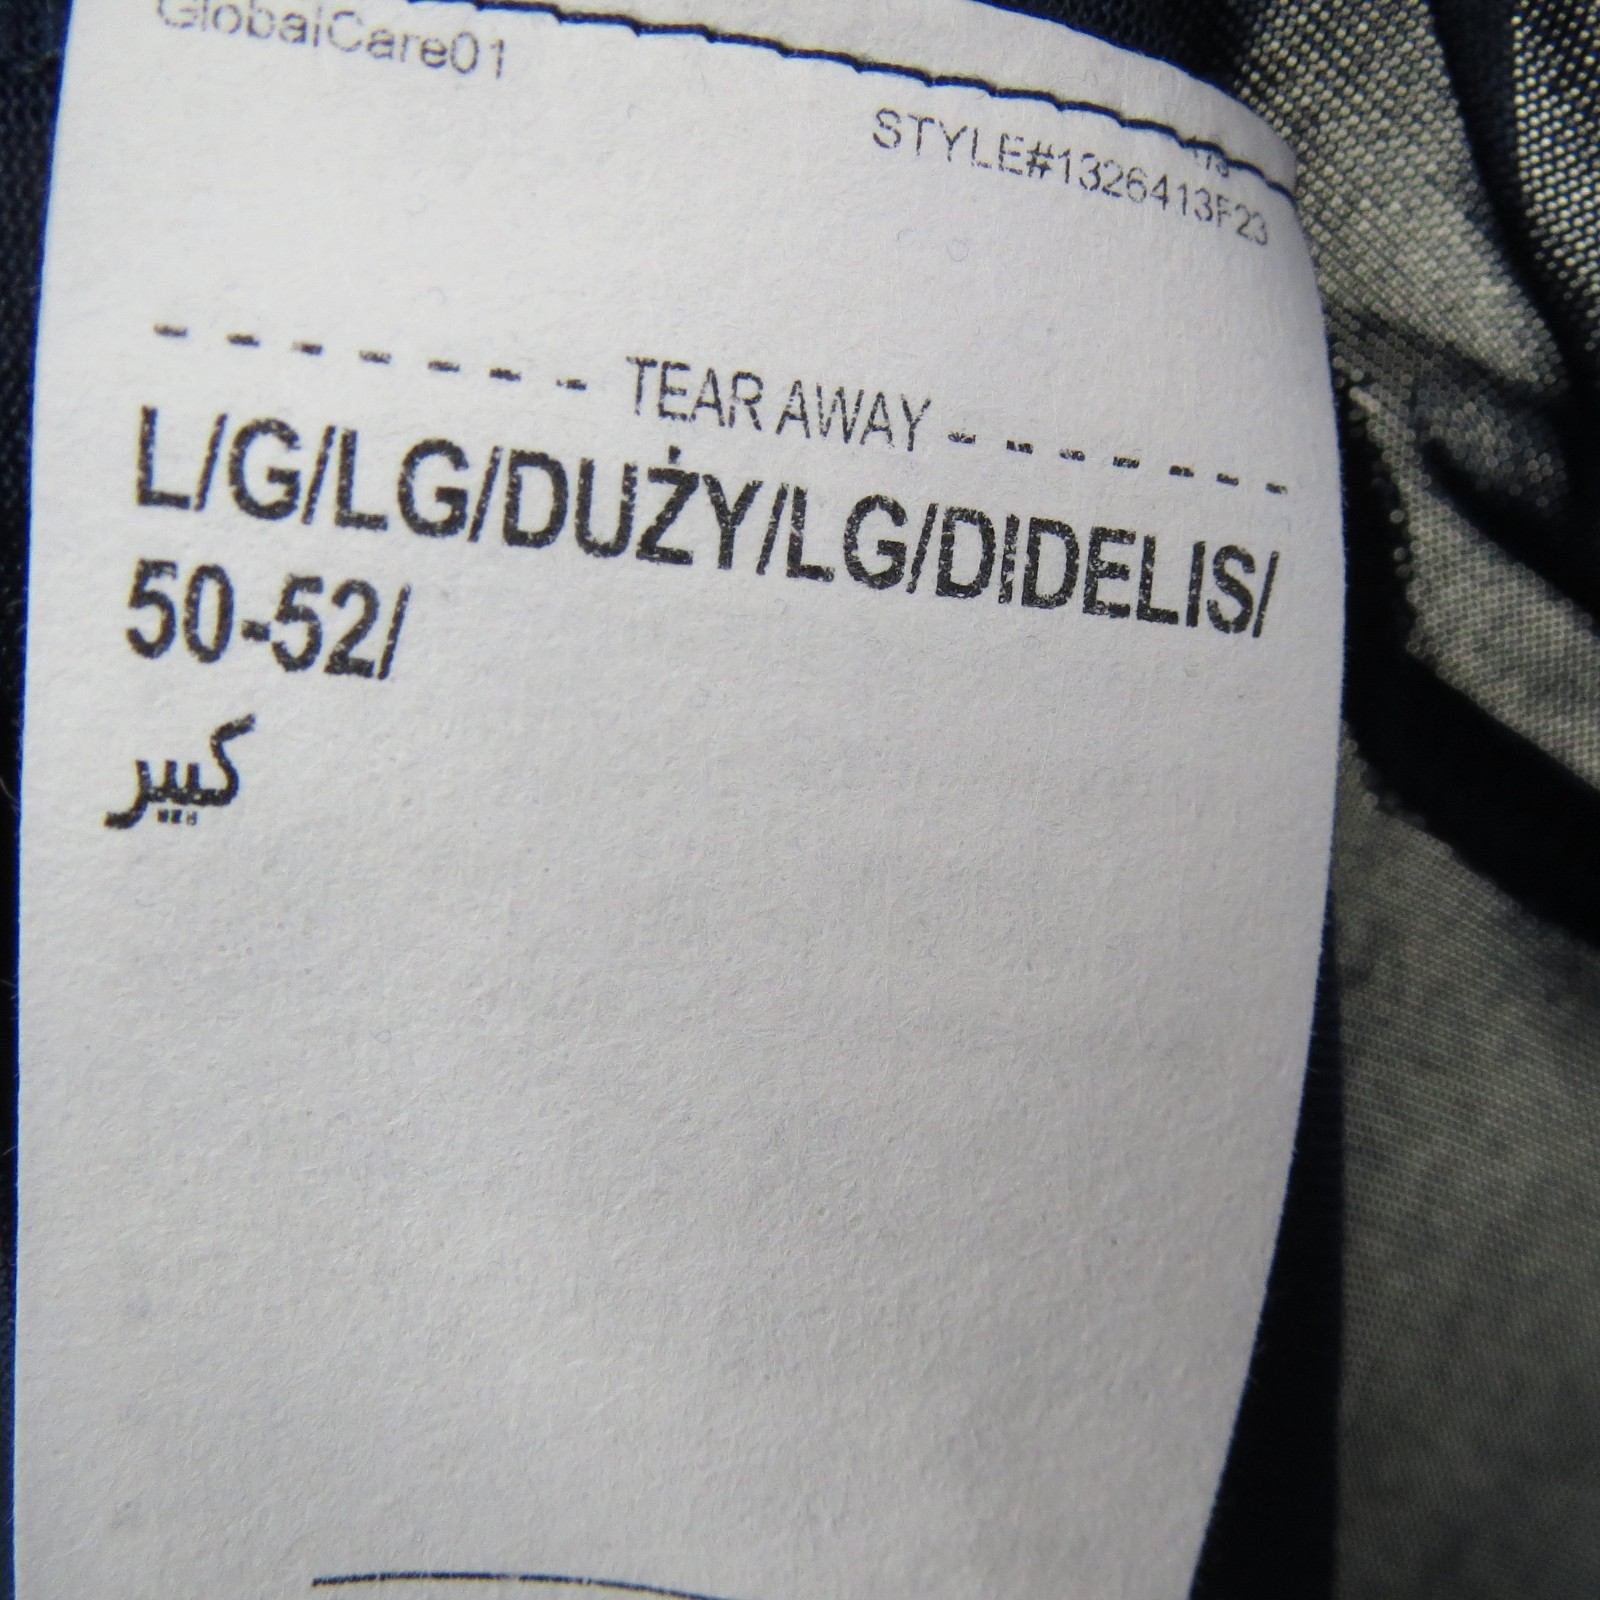 GlobalCare01
STYLE#1326413F23
- - - - - - - TEAR AWAY - - - - - - -
L/G/LG/DUŻY/LG/DIDELIS/
50-52/
كبير